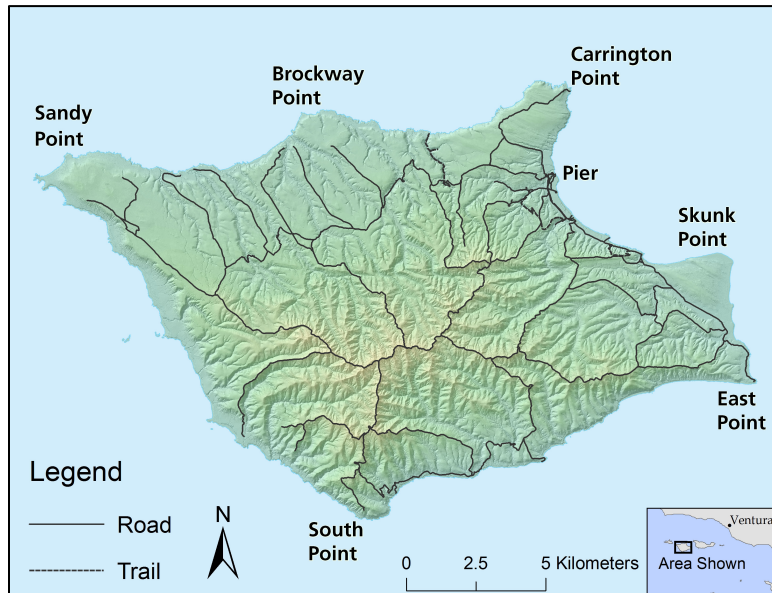 Carrington
Point
Brockway
Point
Sandy
Point
Pier
Skunk
Point
East
Point
Legend
Road
Trail
N
South
Point
0 2.5 5 Kilometers
Ventura
Area Shown